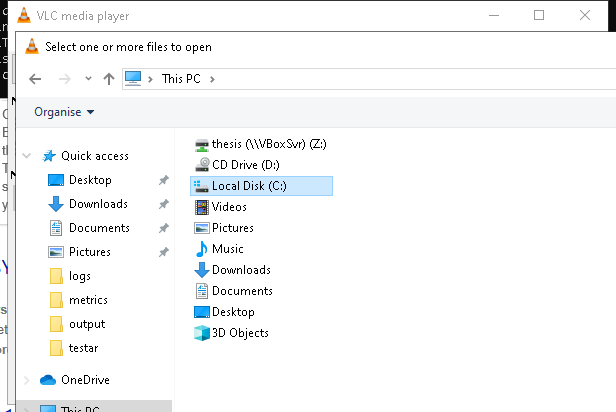 VLC media player
Select one or more files to open
This PC
Organise
Quick access
Desktop
Downloads
Documents
Pictures
logs
metrics
output
testar
OneDrive
This PC
thesis (\\VBoxSvr) (Z:)
CD Drive (D:)
Local Disk (C:)
Videos
Pictures
Music
Downloads
Documents
Desktop
3D Objects